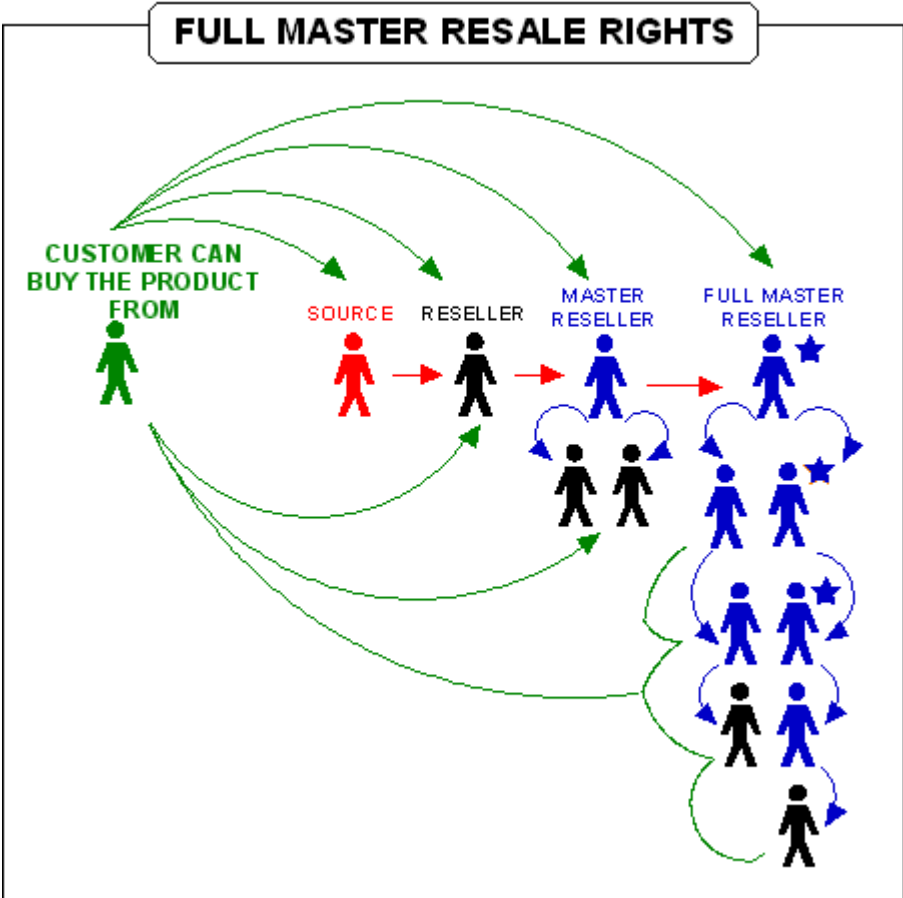 FULL MASTER RESALE RIGHTS
CUSTOMER CAN
BUY THE PRODUCT
FROM
SOURCE
RESELLER
MASTER
RESELLER
FULL MASTER
RESELLER